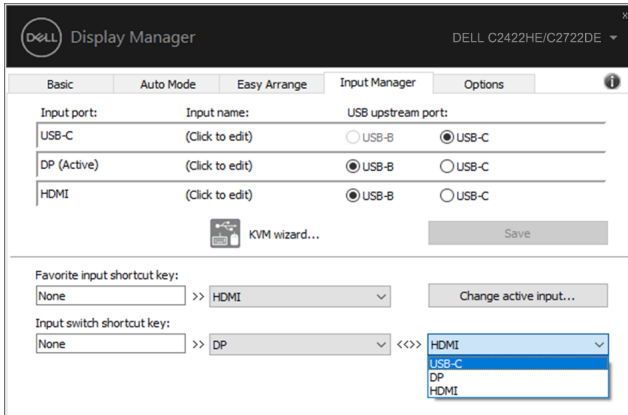 DELL Display Manager DELL C2422HE/C2722DE
x
Basic Auto Mode Easy Arrange Input Manager Options i
Input port: Input name: USB upstream port:
USB-C (Click to edit) USB-B USB-C
DP (Active) (Click to edit) USB-B USB-C
HDMI (Click to edit) USB-B USB-C
KVM wizard... Save
Favorite input shortcut key:
None >> HDMI Change active input...
Input switch shortcut key:
None >> DP <<>> HDMI
USB-C
DP
HDMI